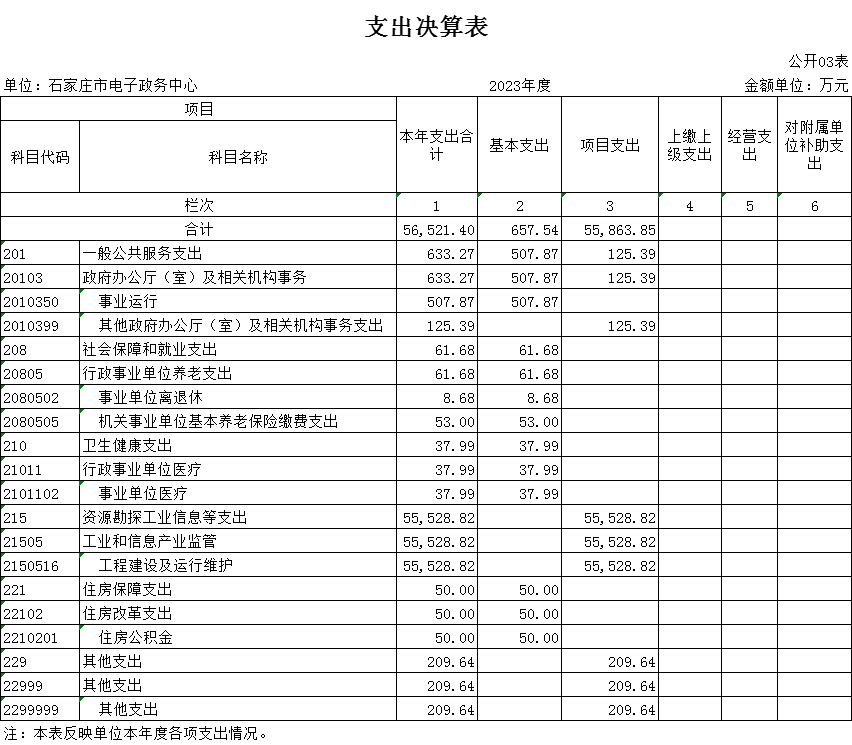 支出决算表
公开03表
单位：石家庄市电子政务中心 2023年度 金额单位：万元
项目 本年支出合计 基本支出 项目支出 上缴上级支出 经营支出 对附属单位补助支出
科目代码 科目名称
栏次 1 2 3 4 5 6
合计 56,521.40 657.54 55,863.85
201 一般公共服务支出 633.27 507.87 125.39
20103 政府办公厅（室）及相关机构事务 633.27 507.87 125.39
2010350 事业运行 507.87 507.87
2010399 其他政府办公厅（室）及相关机构事务支出 125.39 125.39
208 社会保障和就业支出 61.68 61.68
20805 行政事业单位养老支出 61.68 61.68
2080502 事业单位离退休 8.68 8.68
2080505 机关事业单位基本养老保险缴费支出 53.00 53.00
210 卫生健康支出 37.99 37.99
21011 行政事业单位医疗 37.99 37.99
2101102 事业单位医疗 37.99 37.99
215 资源勘探工业信息等支出 55,528.82 55,528.82
21505 工业和信息产业监管 55,528.82 55,528.82
2150516 工程建设及运行维护 55,528.82 55,528.82
221 住房保障支出 50.00 50.00
22102 住房改革支出 50.00 50.00
2210201 住房公积金 50.00 50.00
229 其他支出 209.64 209.64
22999 其他支出 209.64 209.64
2299999 其他支出 209.64 209.64
注：本表反映单位本年度各项支出情况。